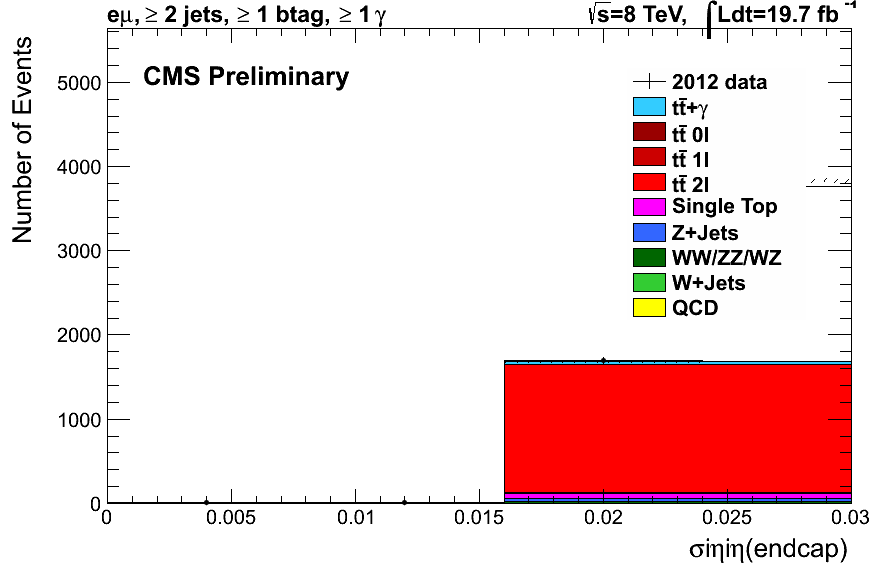 eμ, ≥ 2 jets, ≥ 1 btag, ≥ 1 γ
√s=8 TeV, ∫Ldt=19.7 fb⁻¹
CMS Preliminary
Number of Events
5000
4000
3000
2000
1000
0
2012 data
tt̄+γ
tt̄ 0l
tt̄ 1l
tt̄ 2l
Single Top
Z+Jets
WW/ZZ/WZ
W+Jets
QCD
0 0.005 0.01 0.015 0.02 0.025 0.03
σiηiη(endcap)